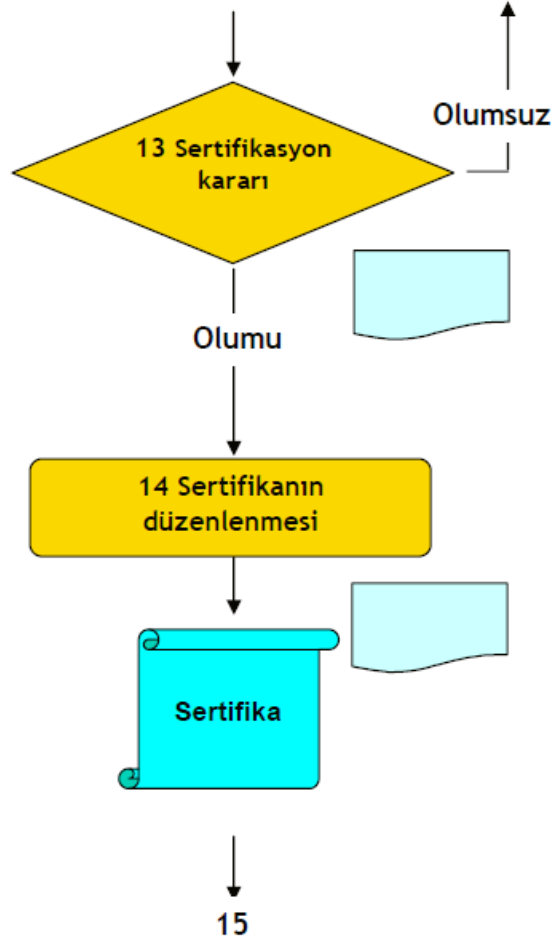 Olumsuz
13 Sertifikasyon
kararı
Olumu
14 Sertifikanın
düzenlenmesi
Sertifika
15